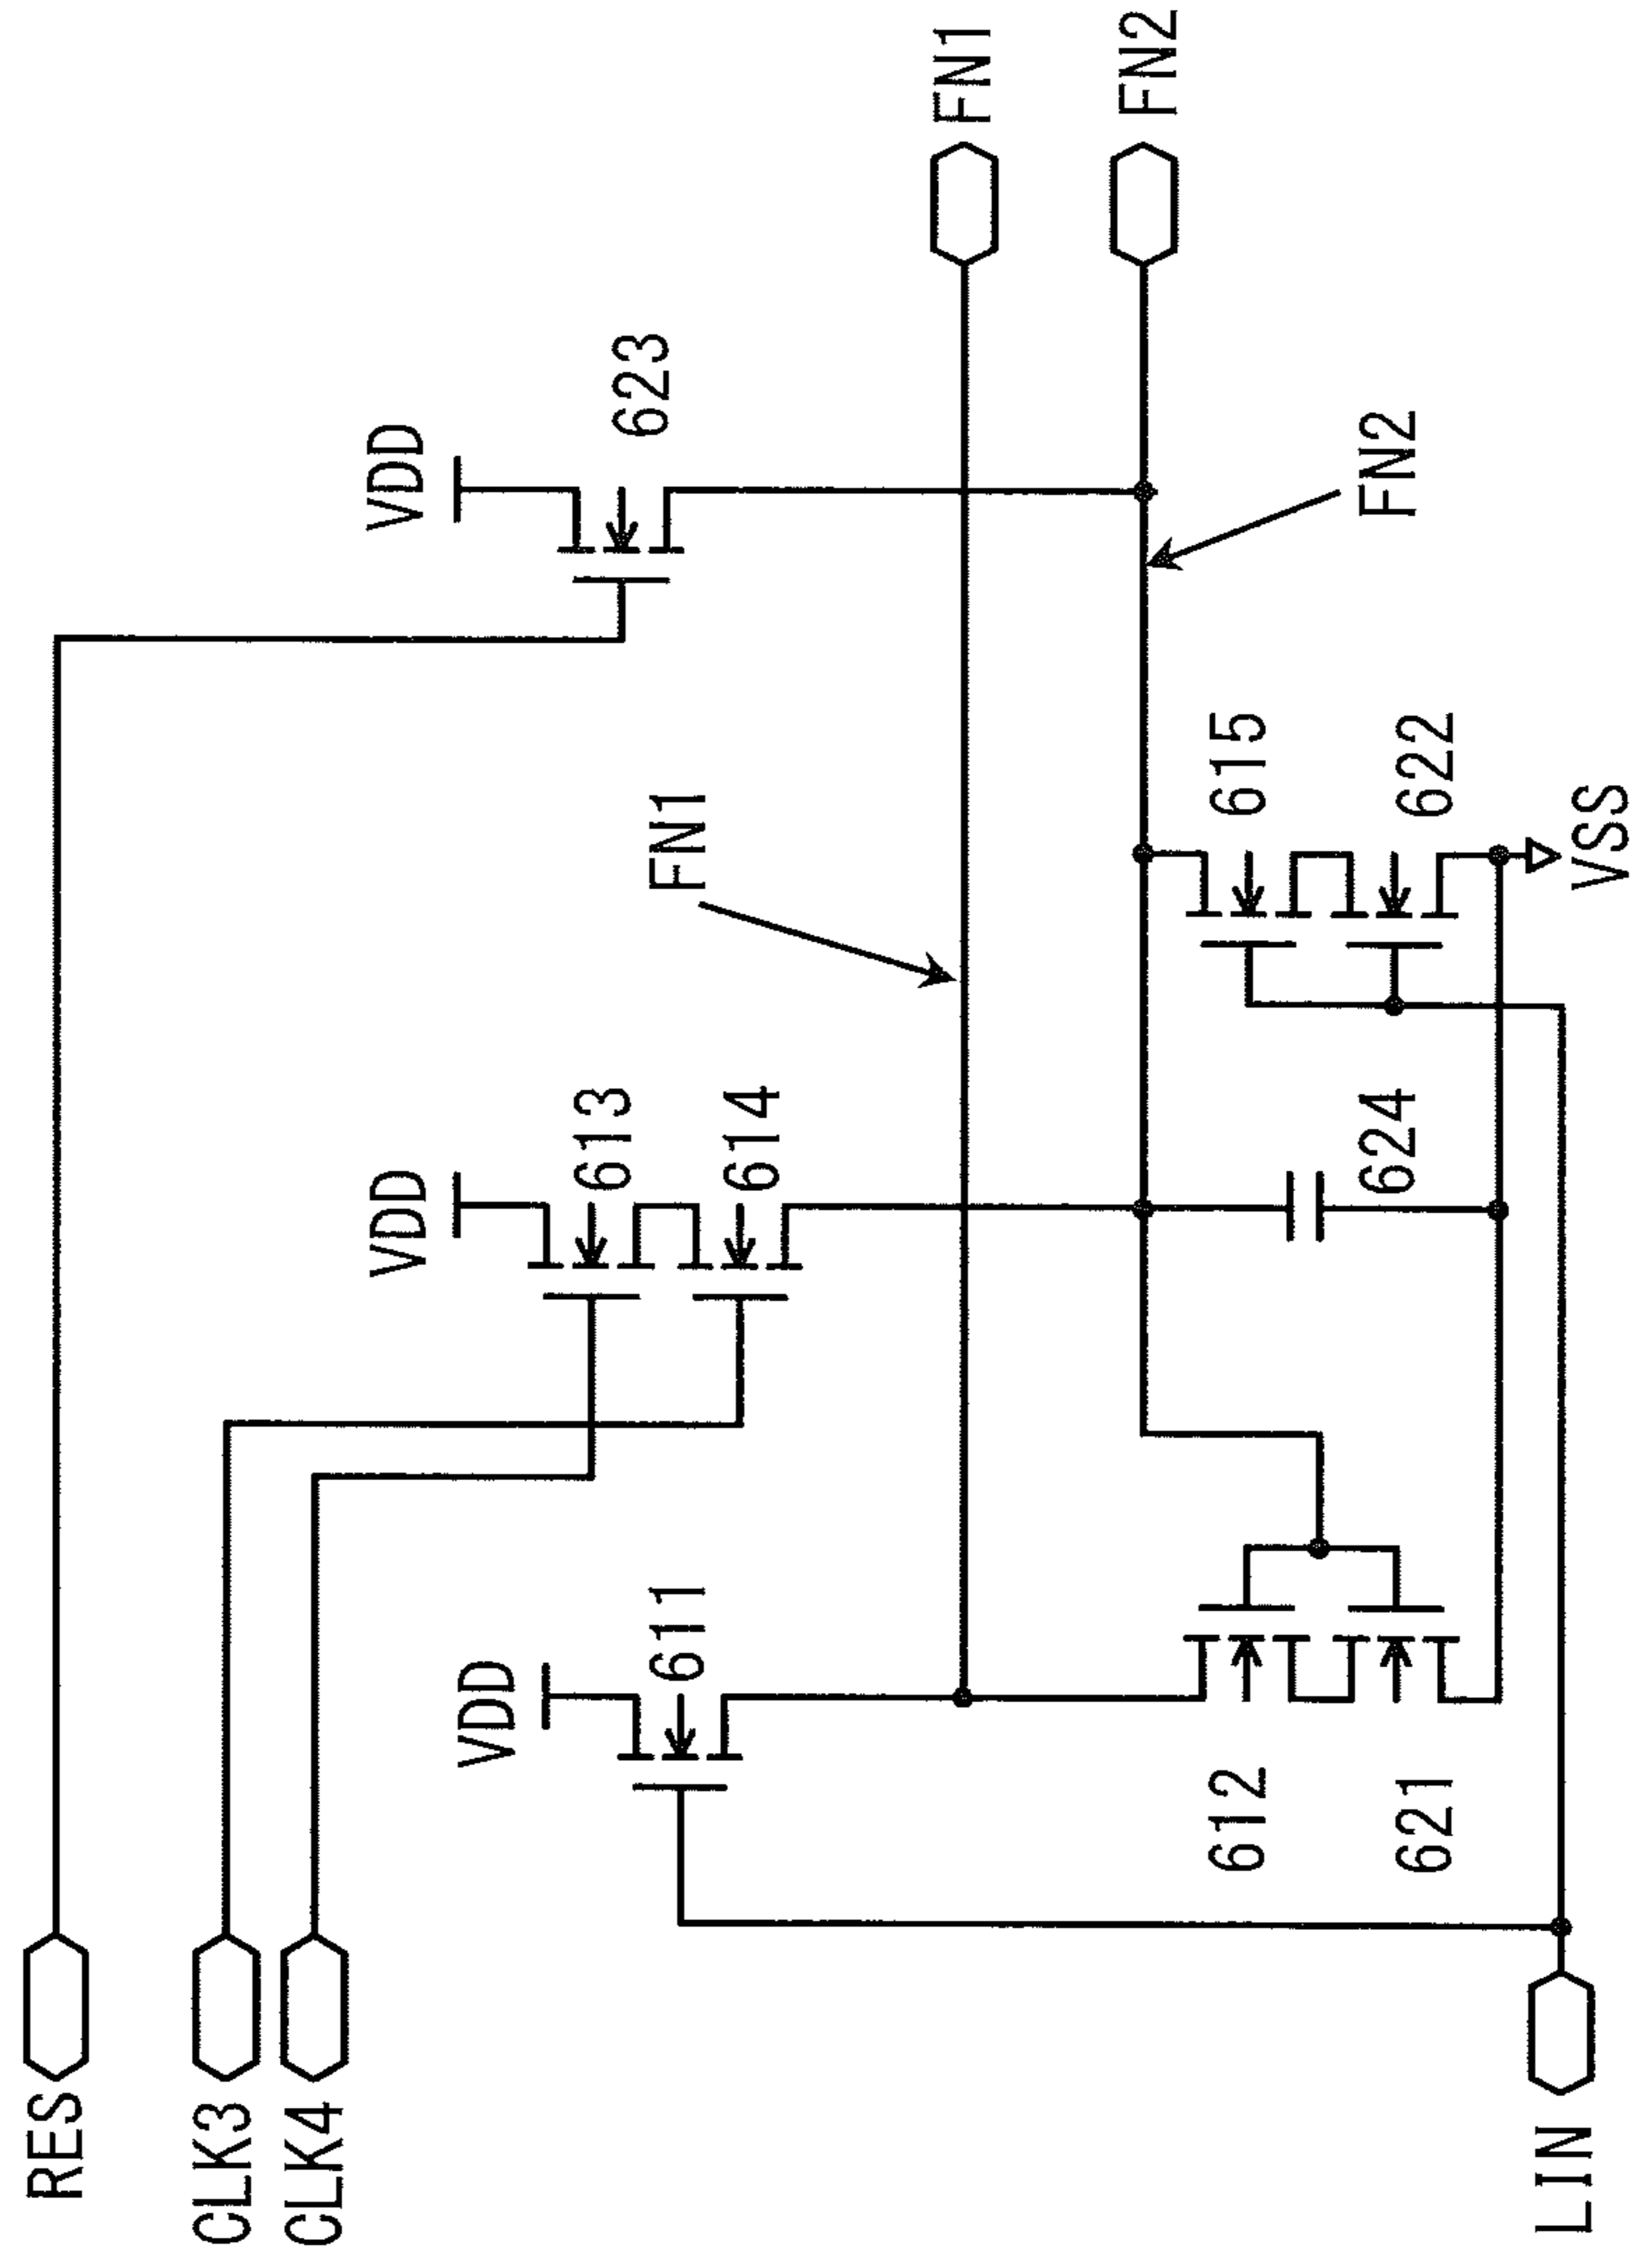 RES
CLK3
CLK4
VDD
VDD
VDD
611
613
614
623
FN1
FN1
FN2
FN2
612
621
624
615
622
VSS
LIN